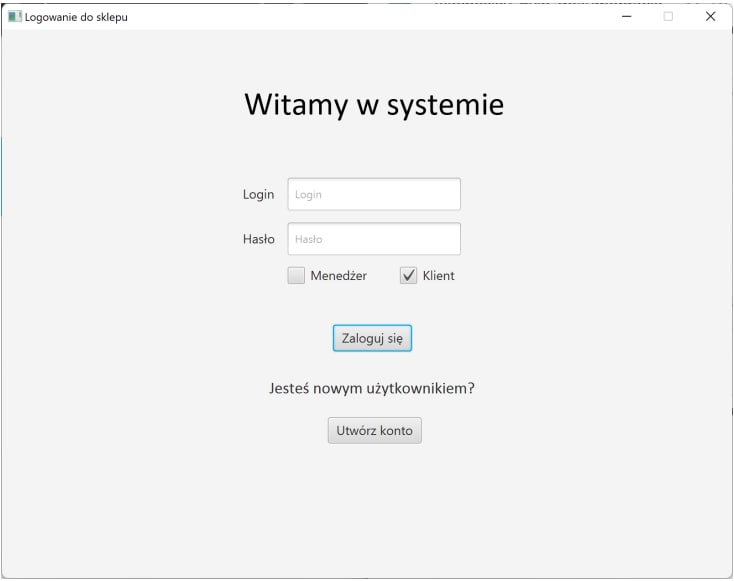 Logowanie do sklepu
Witamy w systemie
Login Login
Hasło Hasło
Menedżer Klient
Zaloguj się
Jesteś nowym użytkownikiem?
Utwórz konto